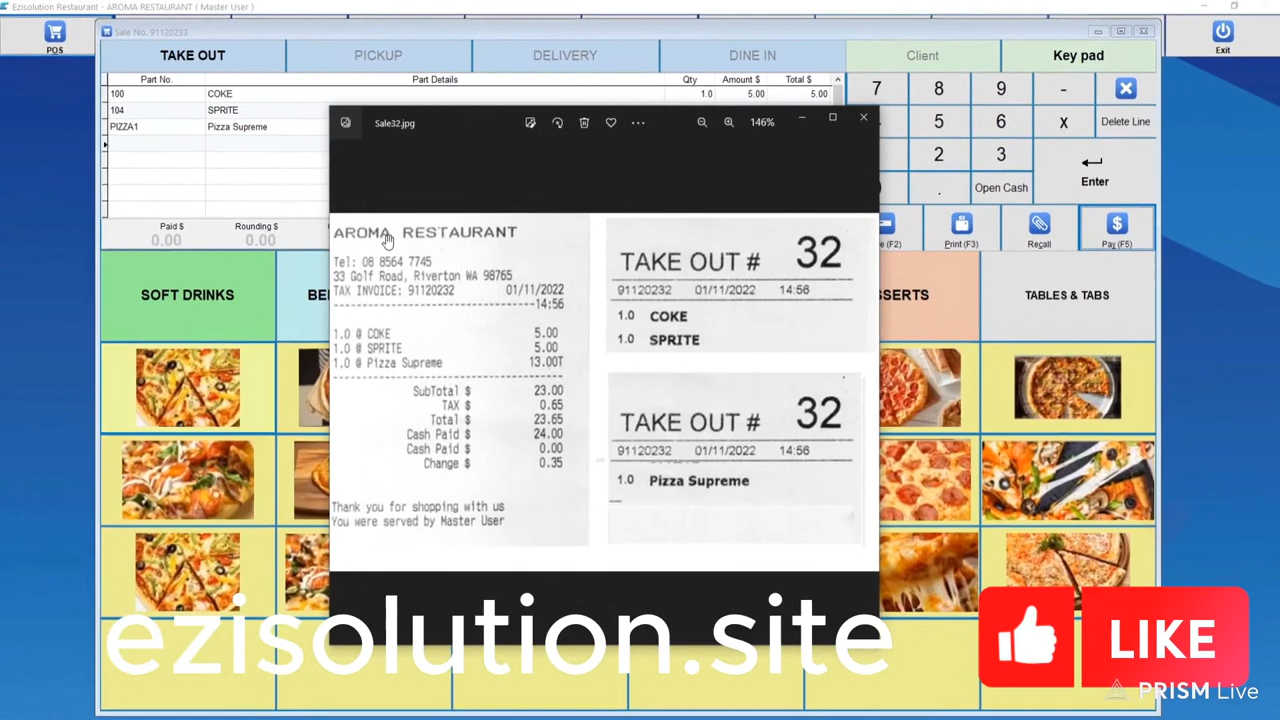 Ezisolution Restaurant - AROMA RESTAURANT ( Master User )
POS
Exit
Sale No. 91120233
TAKE OUT
PICKUP
DELIVERY
DINE IN
Client
Key pad
Part No. Part Details Qty Amount $ Total $
100 COKE 1.0 5.00 5.00
104 SPRITE
PIZZA1 Pizza Supreme
7 8 9 - Delete Line
5 6 x
2 3 Enter
. Open Cash
Paid $ Rounding $
0.00 0.00
(F2)
Print (F3)
Recall
Pay (F5)
SOFT DRINKS
TABLES & TABS
Sale32.jpg
146%
AROMA RESTAURANT
Tel: 08 8564 7745
33 Golf Road, Riverton WA 98765
TAX INVOICE: 91120232 01/11/2022
14:56
1.0 @ COKE 5.00
1.0 @ SPRITE 5.00
1.0 @ Pizza Supreme 13.00T
SubTotal $ 23.00
TAX $ 0.65
Total $ 23.65
Cash Paid $ 24.00
Cash Paid $ 0.00
Change $ 0.35
Thank you for shopping with us
You were served by Master User
TAKE OUT # 32
91120232 01/11/2022 14:56
1.0 COKE
1.0 SPRITE
TAKE OUT # 32
91120232 01/11/2022 14:56
1.0 Pizza Supreme
ezisolution.site
LIKE
PRISM Live